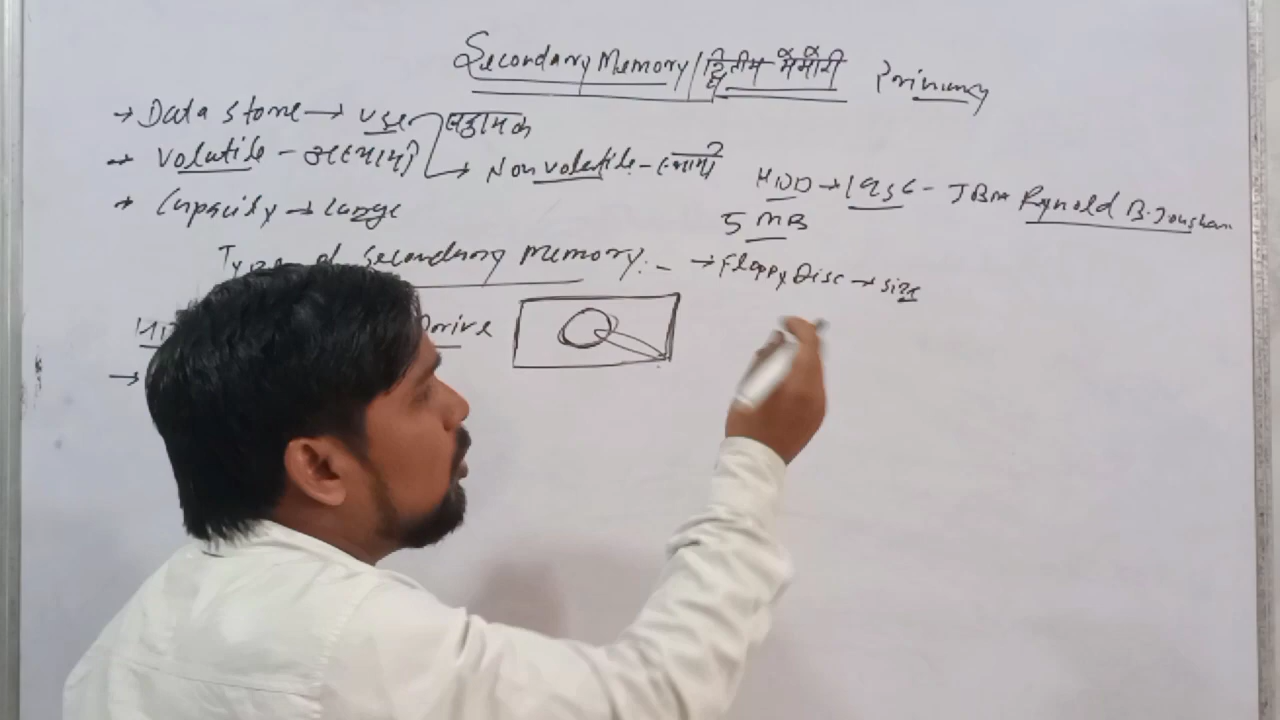 Secondary Memory/द्वितीय मैमोरी Primary
→ Data store → use सहायक
→ Volatile - अस्थायी → Non volatile - स्थायी
→ Capacity → large
HDD → 1956 - IBM Reynold B. Jonshan
5 MB
Type of Secondary Memory:-
→ Floppy Disc → size
Drive
→